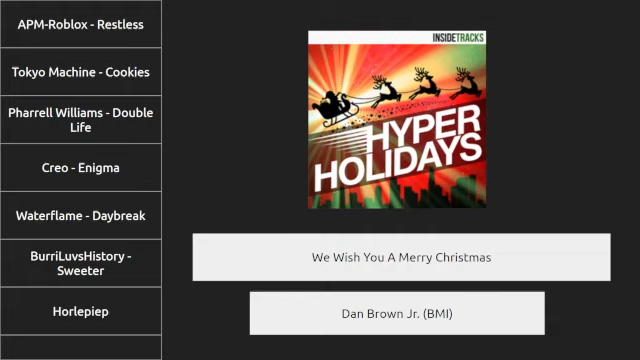 APM-Roblox - Restless
Tokyo Machine - Cookies
Pharrell Williams - Double
Life
Creo - Enigma
Waterflame - Daybreak
BurriLuvsHistory -
Sweeter
Horlepiep
INSIDETRACKS
HYPER
HOLIDAYS
We Wish You A Merry Christmas
Dan Brown Jr. (BMI)